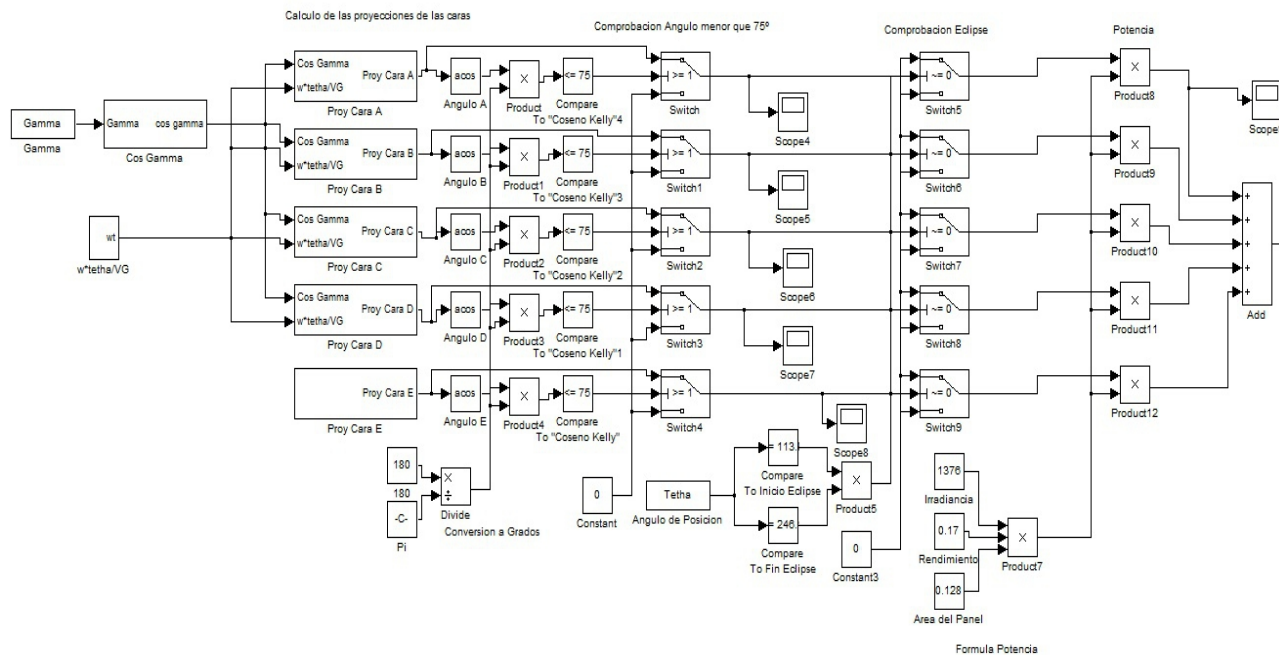 Calculo de las proyecciones de las caras
Comprobacion Angulo menor que 75º
Comprobacion Eclipse
Potencia
Gamma
Gamma
Gamma
cos gamma
Cos Gamma
wt
w*tetha/VG
Cos Gamma
w*tetha/VG
Proy Cara A
Proy Cara A
acos
Angulo A
X
Product
<= 75
Compare
To "Coseno Kelly"4
>= 1
Switch
Scope4
~= 0
Switch5
X
Product8
Scope
Cos Gamma
w*tetha/VG
Proy Cara B
Proy Cara B
acos
Angulo B
X
Product1
<= 75
Compare
To "Coseno Kelly"3
>= 1
Switch1
Scope5
~= 0
Switch6
X
Product9
Cos Gamma
w*tetha/VG
Proy Cara C
Proy Cara C
acos
Angulo C
X
Product2
<= 75
Compare
To "Coseno Kelly"2
>= 1
Switch2
Scope6
~= 0
Switch7
X
Product10
Cos Gamma
w*tetha/VG
Proy Cara D
Proy Cara D
acos
Angulo D
X
Product3
<= 75
Compare
To "Coseno Kelly"1
>= 1
Switch3
Scope7
~= 0
Switch8
X
Product11
+
+
+
+
+
Add
Proy Cara E
Proy Cara E
acos
Angulo E
X
Product4
<= 75
Compare
To "Coseno Kelly"
>= 1
Switch4
Scope8
~= 0
Switch9
X
Product12
180
180
-C-
Pi
X
÷
Divide
Conversion a Grados
0
Constant
Tetha
Angulo de Posicion
= 113.
Compare
To Inicio Eclipse
= 246.
Compare
To Fin Eclipse
X
Product5
0
Constant3
1376
Irradiancia
0.17
Rendimiento
0.128
Area del Panel
X
Product7
Formula Potencia